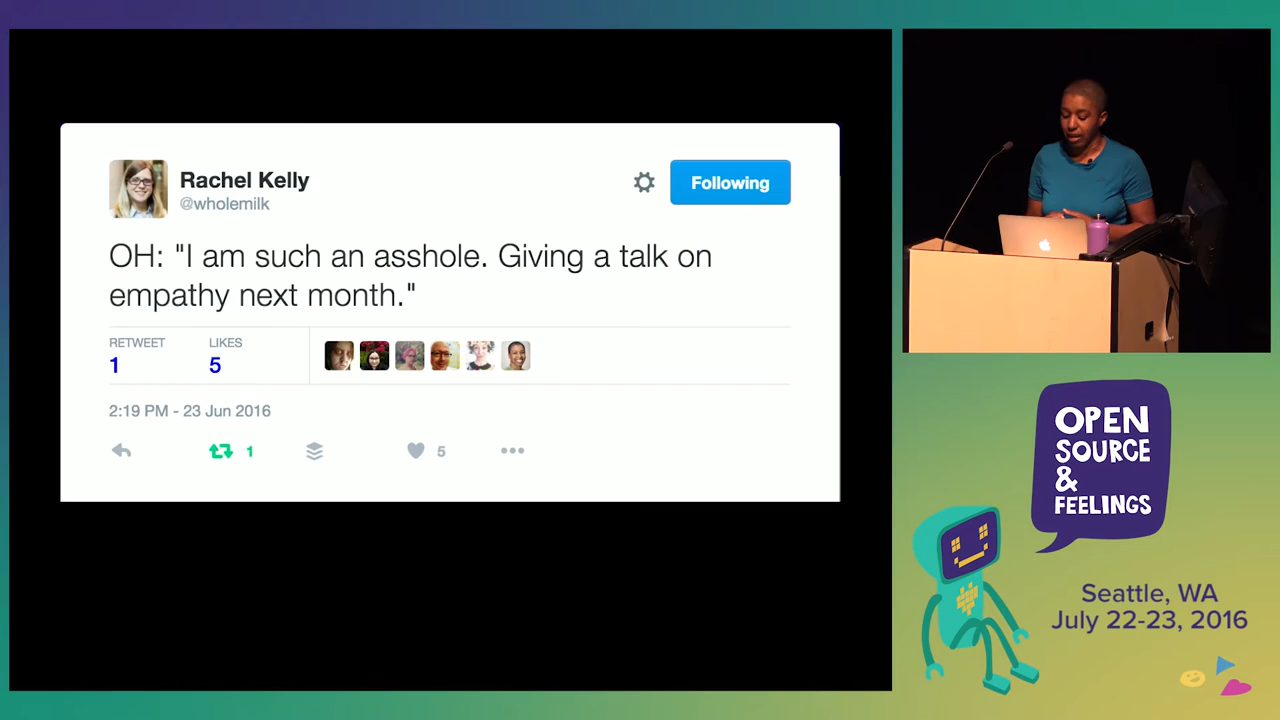 Rachel Kelly
@wholemilk
Following
OH: "I am such an asshole. Giving a talk on
empathy next month."
RETWEET
LIKES
1
5
2:19 PM - 23 Jun 2016
1
5
OPEN
SOURCE
&
FEELINGS
Seattle, WA
July 22-23, 2016